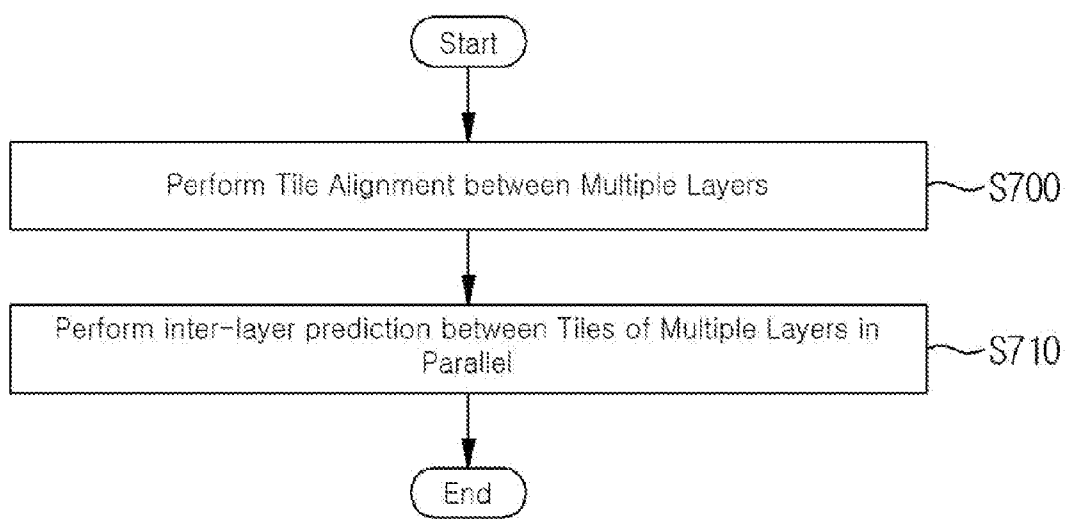 Start
Perform Tile Alignment between Multiple Layers
S700
Perform inter-layer prediction between Tiles of Multiple Layers in
Parallel
S710
End